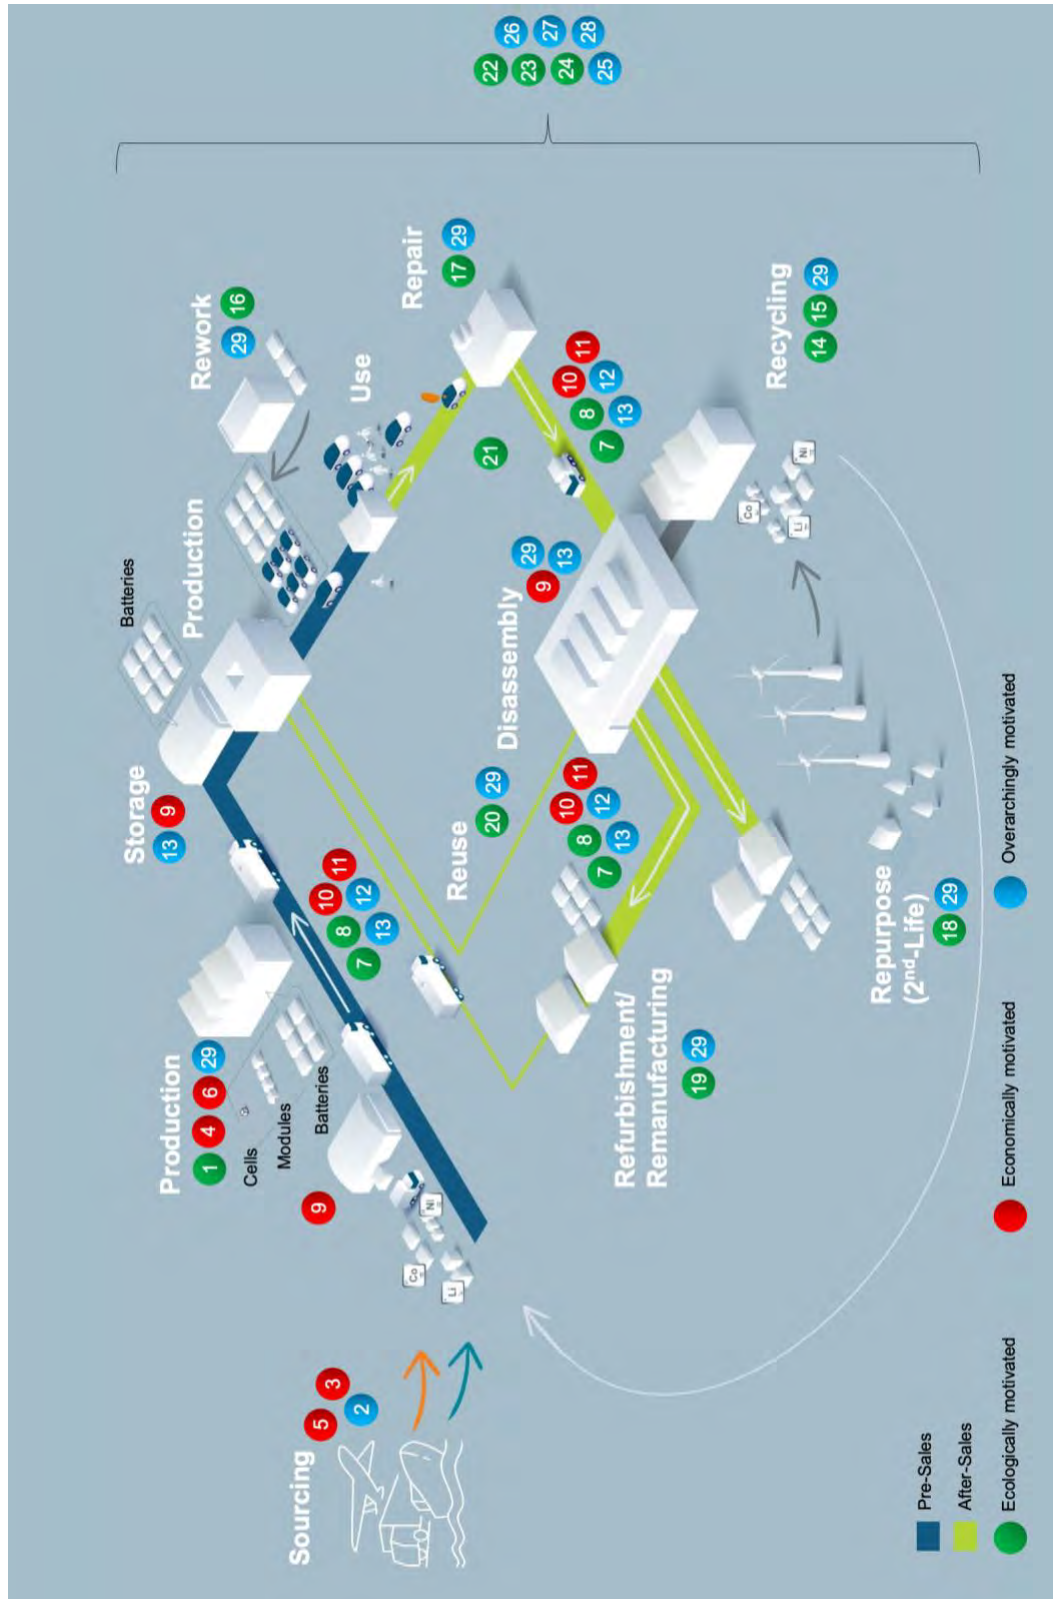 Sourcing
5
3
2
Co
Li
Ni
9
Production
1
4
6
29
Cells
Modules
Batteries
10
11
8
12
7
13
Storage
13
9
Batteries
Production
Rework
29
16
Use
Repair
17
29
21
10
11
8
12
7
13
Reuse
20
29
Disassembly
29
9
13
10
11
8
12
7
13
Refurbishment/
Remanufacturing
19
29
Repurpose
(2nd-Life)
18
29
Recycling
14
15
29
Co
Li
Ni
26
27
28
22
23
24
25
Pre-Sales
After-Sales
Ecologically motivated
Economically motivated
Overarchingly motivated